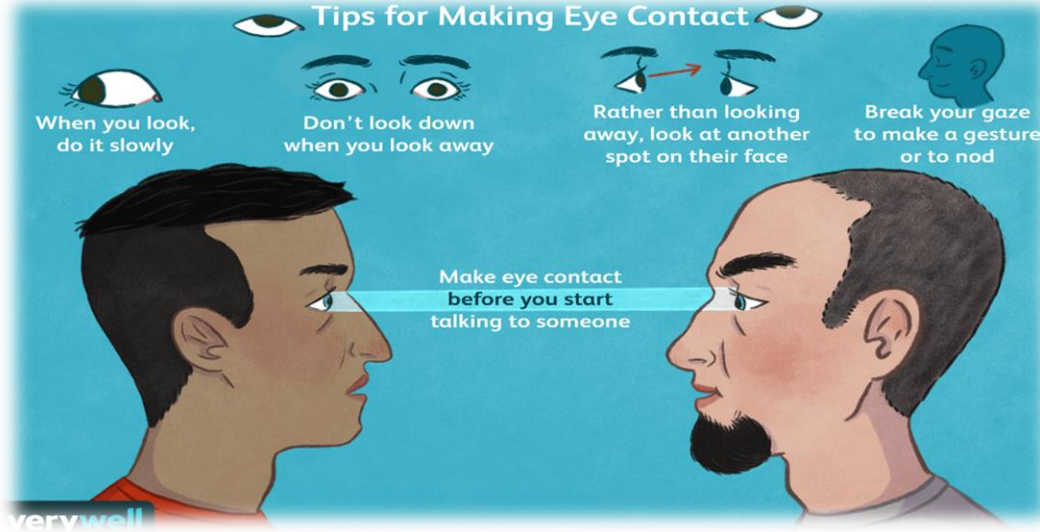 Tips for Making Eye Contact
When you look,
do it slowly
Don't look down
when you look away
Rather than looking
away, look at another
spot on their face
Break your gaze
to make a gesture
or to nod
Make eye contact
before you start
talking to someone
verywell